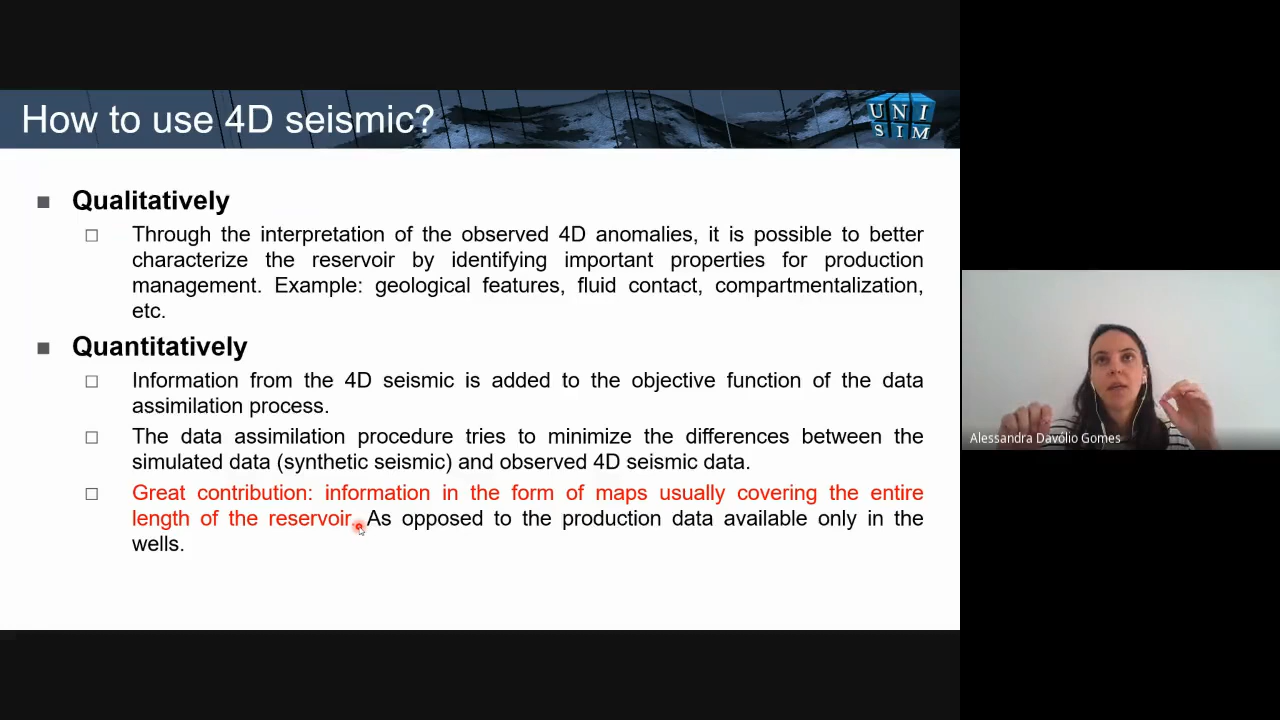 How to use 4D seismic?
UNI
SIM
■ Qualitatively
□ Through the interpretation of the observed 4D anomalies, it is possible to better
characterize the reservoir by identifying important properties for production
management. Example: geological features, fluid contact, compartmentalization,
etc.
■ Quantitatively
□ Information from the 4D seismic is added to the objective function of the data
assimilation process.
□ The data assimilation procedure tries to minimize the differences between the
simulated data (synthetic seismic) and observed 4D seismic data.
□ Great contribution: information in the form of maps usually covering the entire
length of the reservoir. As opposed to the production data available only in the
wells.
Alessandra Davólio Gomes